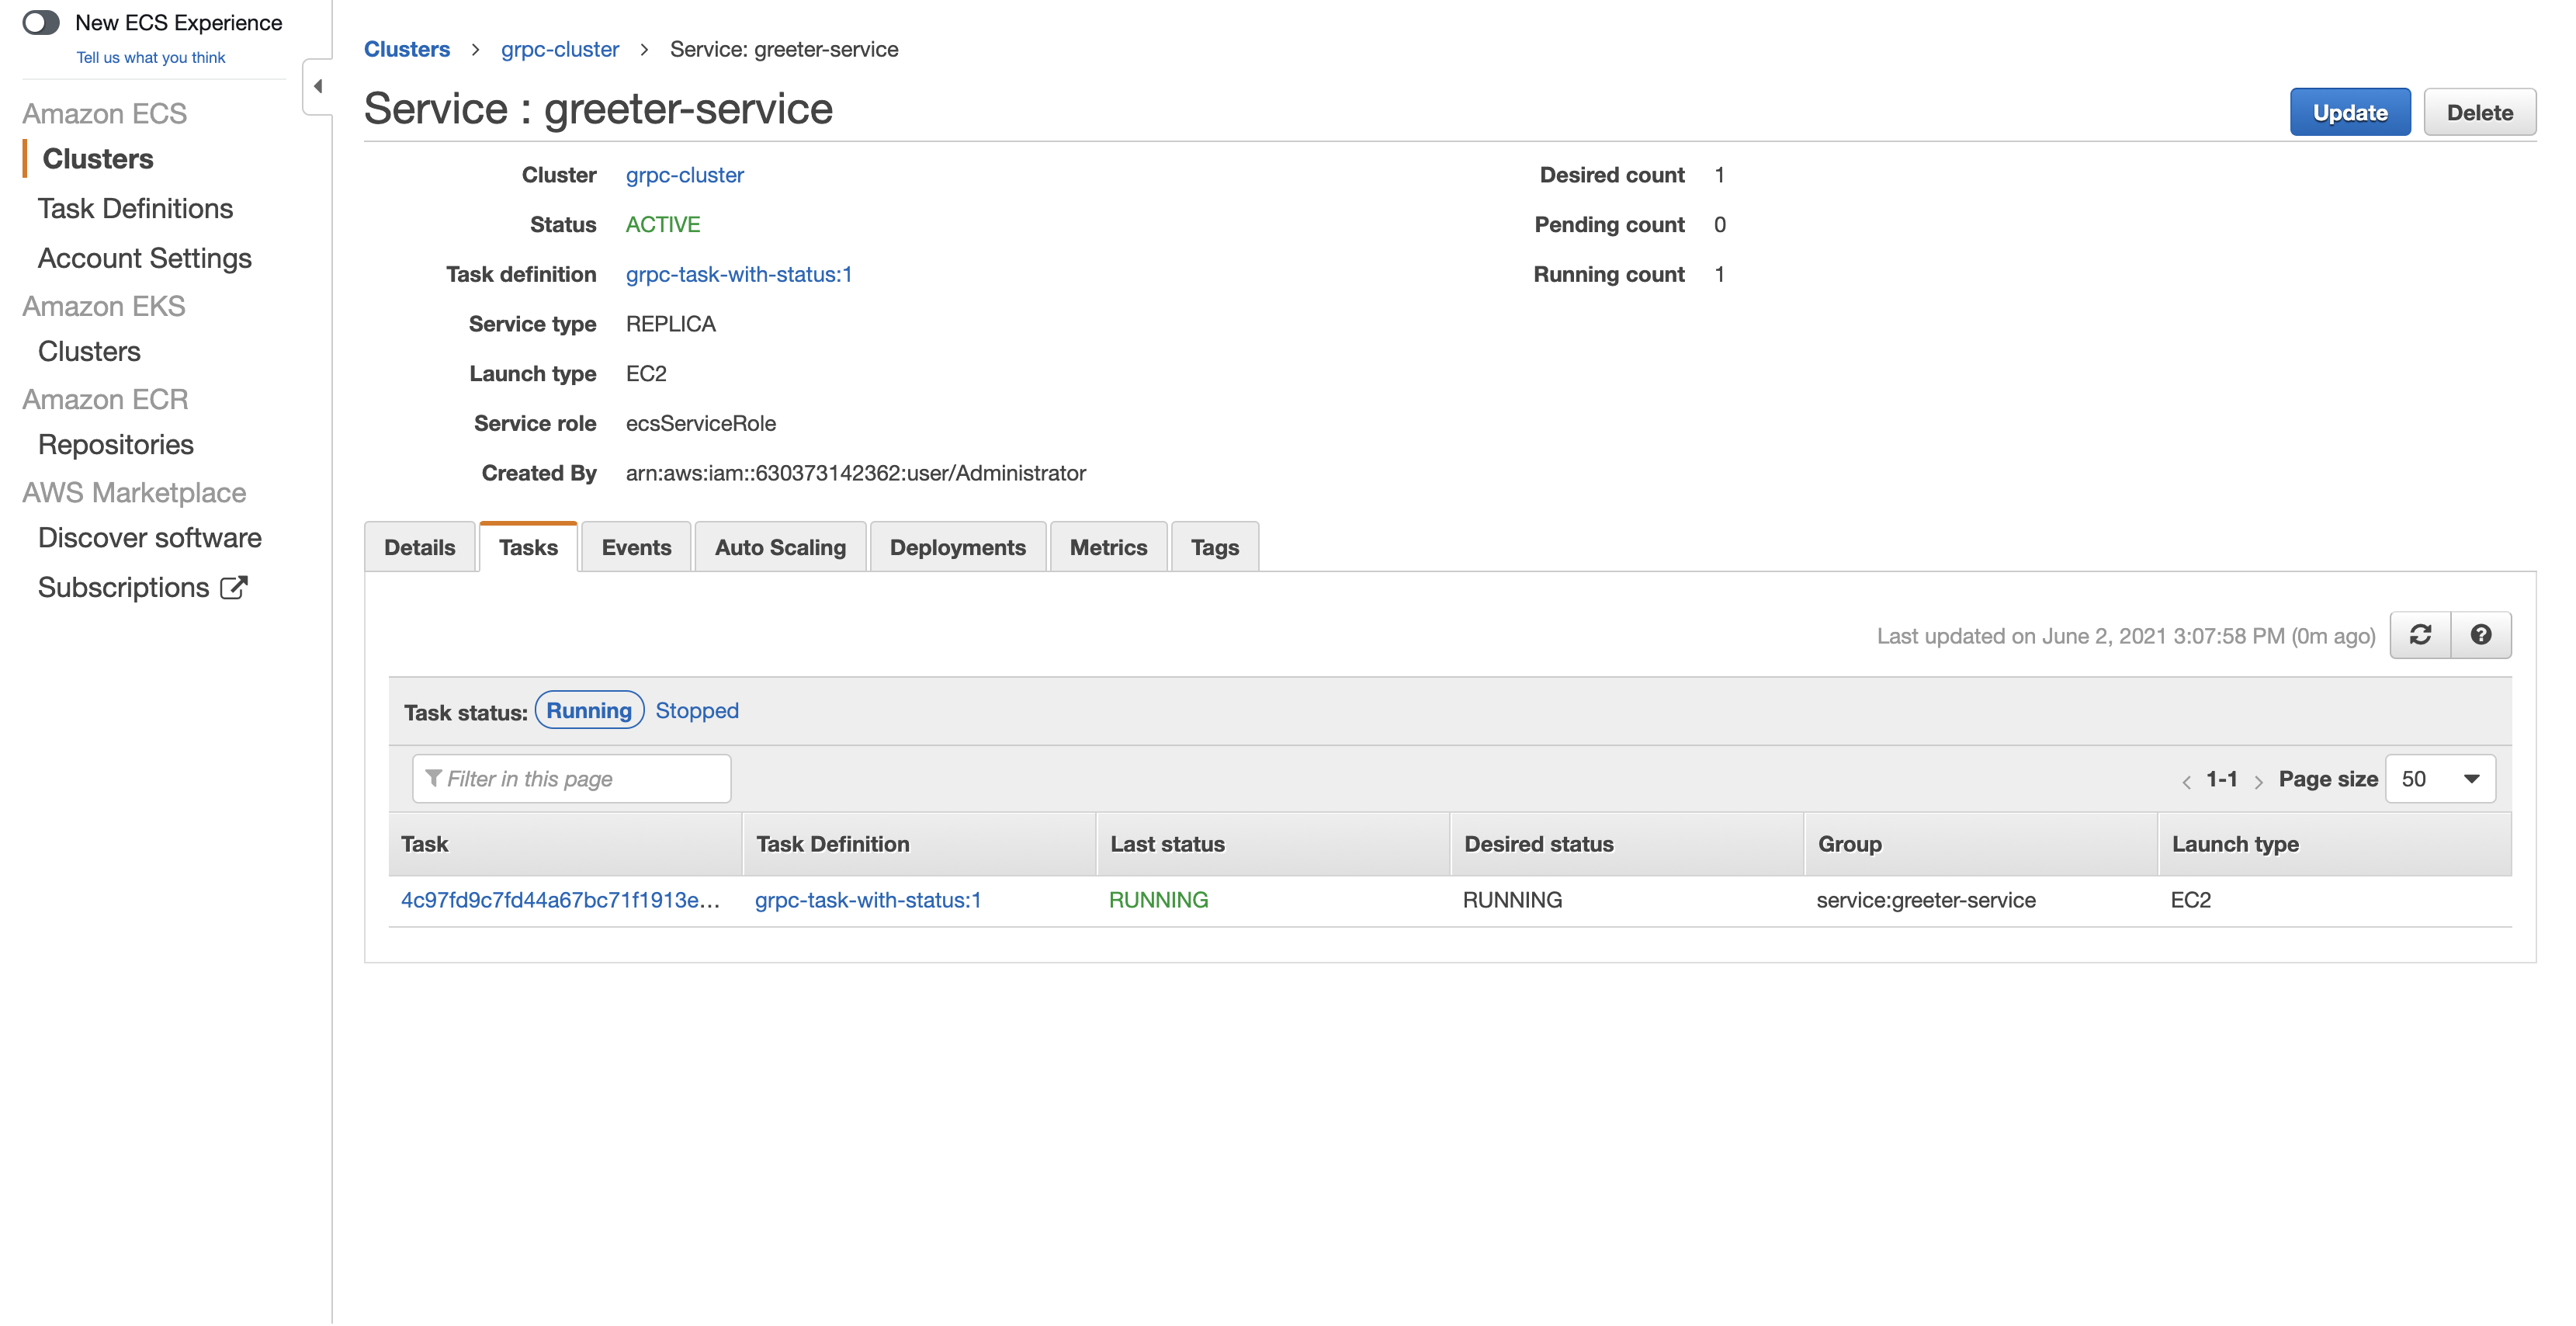 New ECS Experience
Tell us what you think
Amazon ECS
Clusters
Task Definitions
Account Settings
Amazon EKS
Clusters
Amazon ECR
Repositories
AWS Marketplace
Discover software
Subscriptions
Clusters > grpc-cluster > Service: greeter-service
Service : greeter-service
Update Delete
Cluster grpc-cluster
Status ACTIVE
Task definition grpc-task-with-status:1
Service type REPLICA
Launch type EC2
Service role ecsServiceRole
Created By arn:aws:iam::630373142362:user/Administrator
Desired count 1
Pending count 0
Running count 1
Details Tasks Events Auto Scaling Deployments Metrics Tags
Last updated on June 2, 2021 3:07:58 PM (0m ago)
Task status: Running Stopped
Filter in this page
< 1-1 > Page size 50
Task Task Definition Last status Desired status Group Launch type
4c97fd9c7fd44a67bc71f1913e... grpc-task-with-status:1 RUNNING RUNNING service:greeter-service EC2